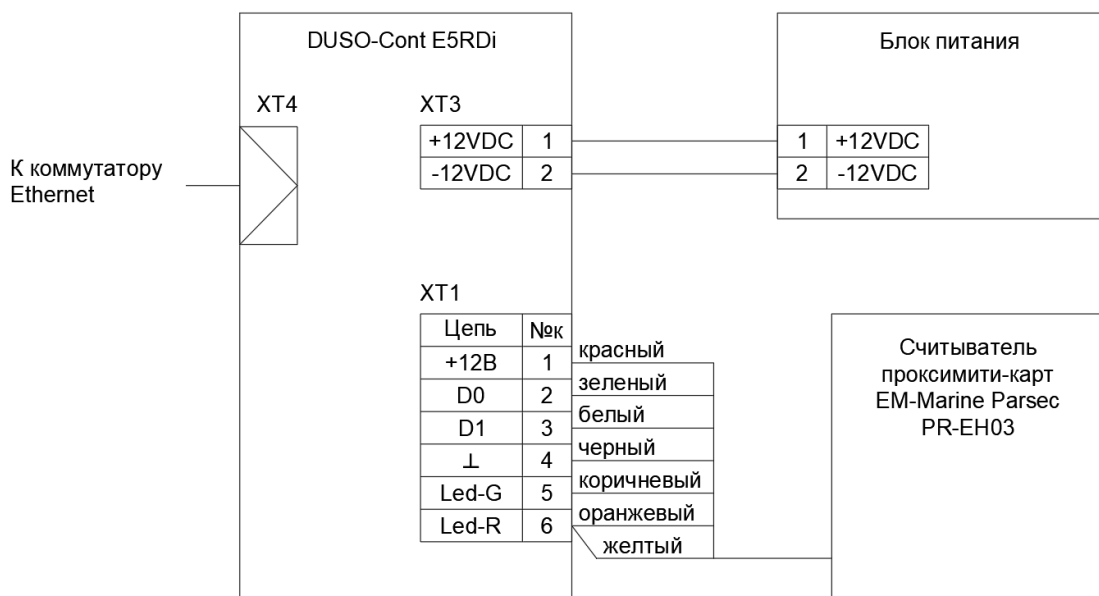 DUSO-Cont E5RDi
Блок питания
XT4
XT3
+12VDC 1
-12VDC 2
1 +12VDC
2 -12VDC
К коммутатору
Ethernet
XT1
Цепь №к
+12В 1
D0 2
D1 3
⊥ 4
Led-G 5
Led-R 6
красный
зеленый
белый
черный
коричневый
оранжевый
желтый
Считыватель
проксимити-карт
EM-Marine Parsec
PR-EH03